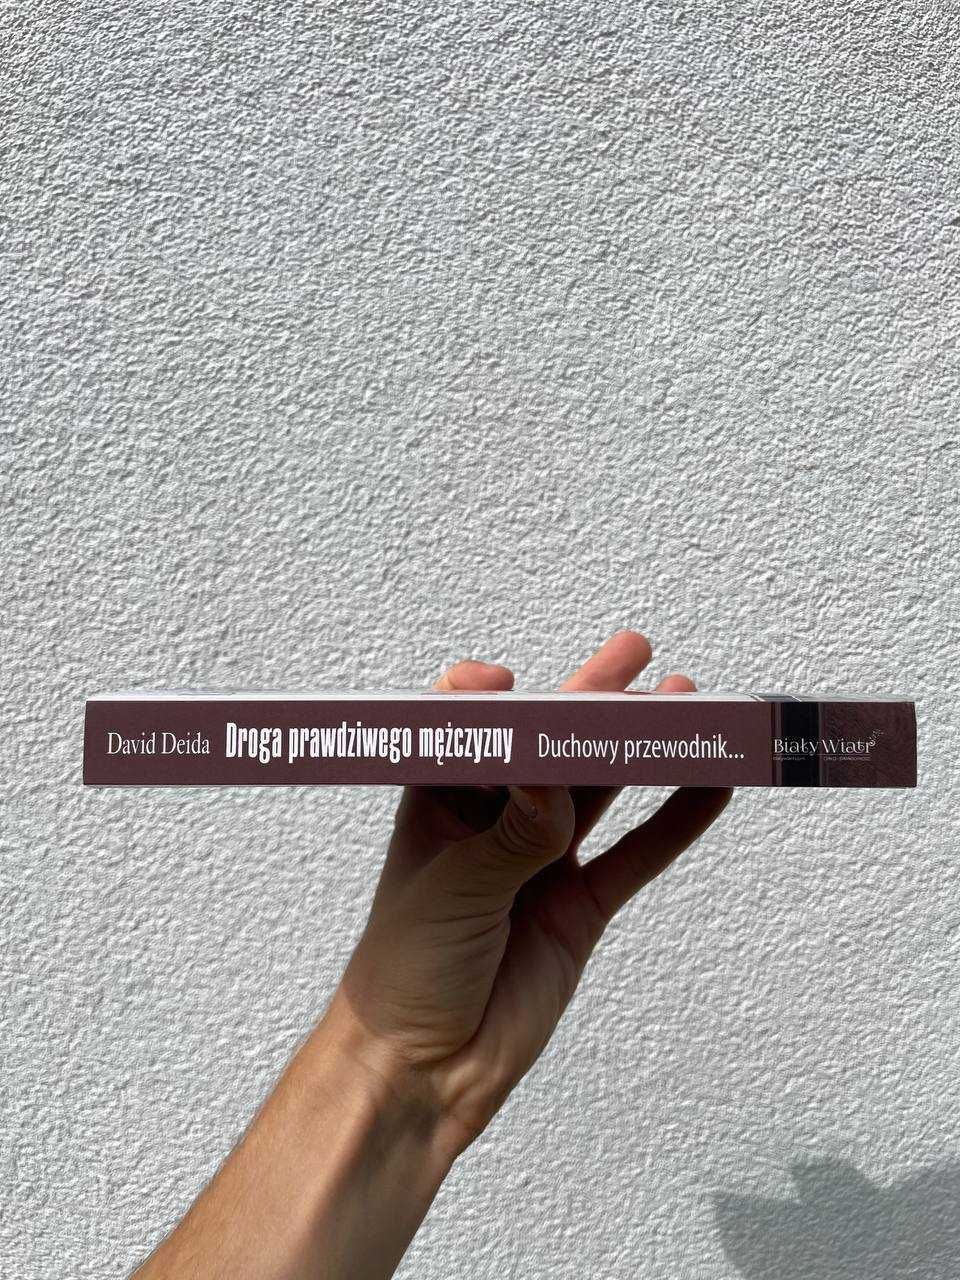 David Deida Droga prawdziwego mężczyzny Duchowy przewodnik... Biały Wiatr